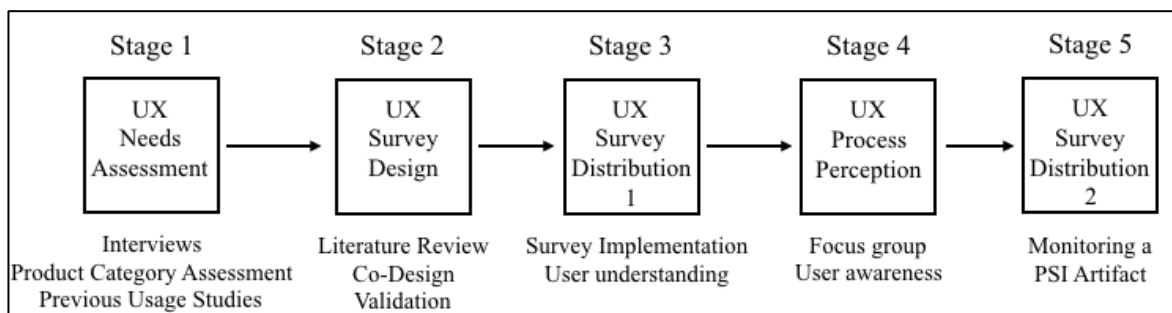 Stage 1
Stage 2
Stage 3
Stage 4
Stage 5
UX
Needs
Assessment
UX
Survey
Design
UX
Survey
Distribution
1
UX
Process
Perception
UX
Survey
Distribution
2
Interviews
Product Category Assessment
Previous Usage Studies
Literature Review
Co-Design
Validation
Survey Implementation
User understanding
Focus group
User awareness
Monitoring a
PSI Artifact